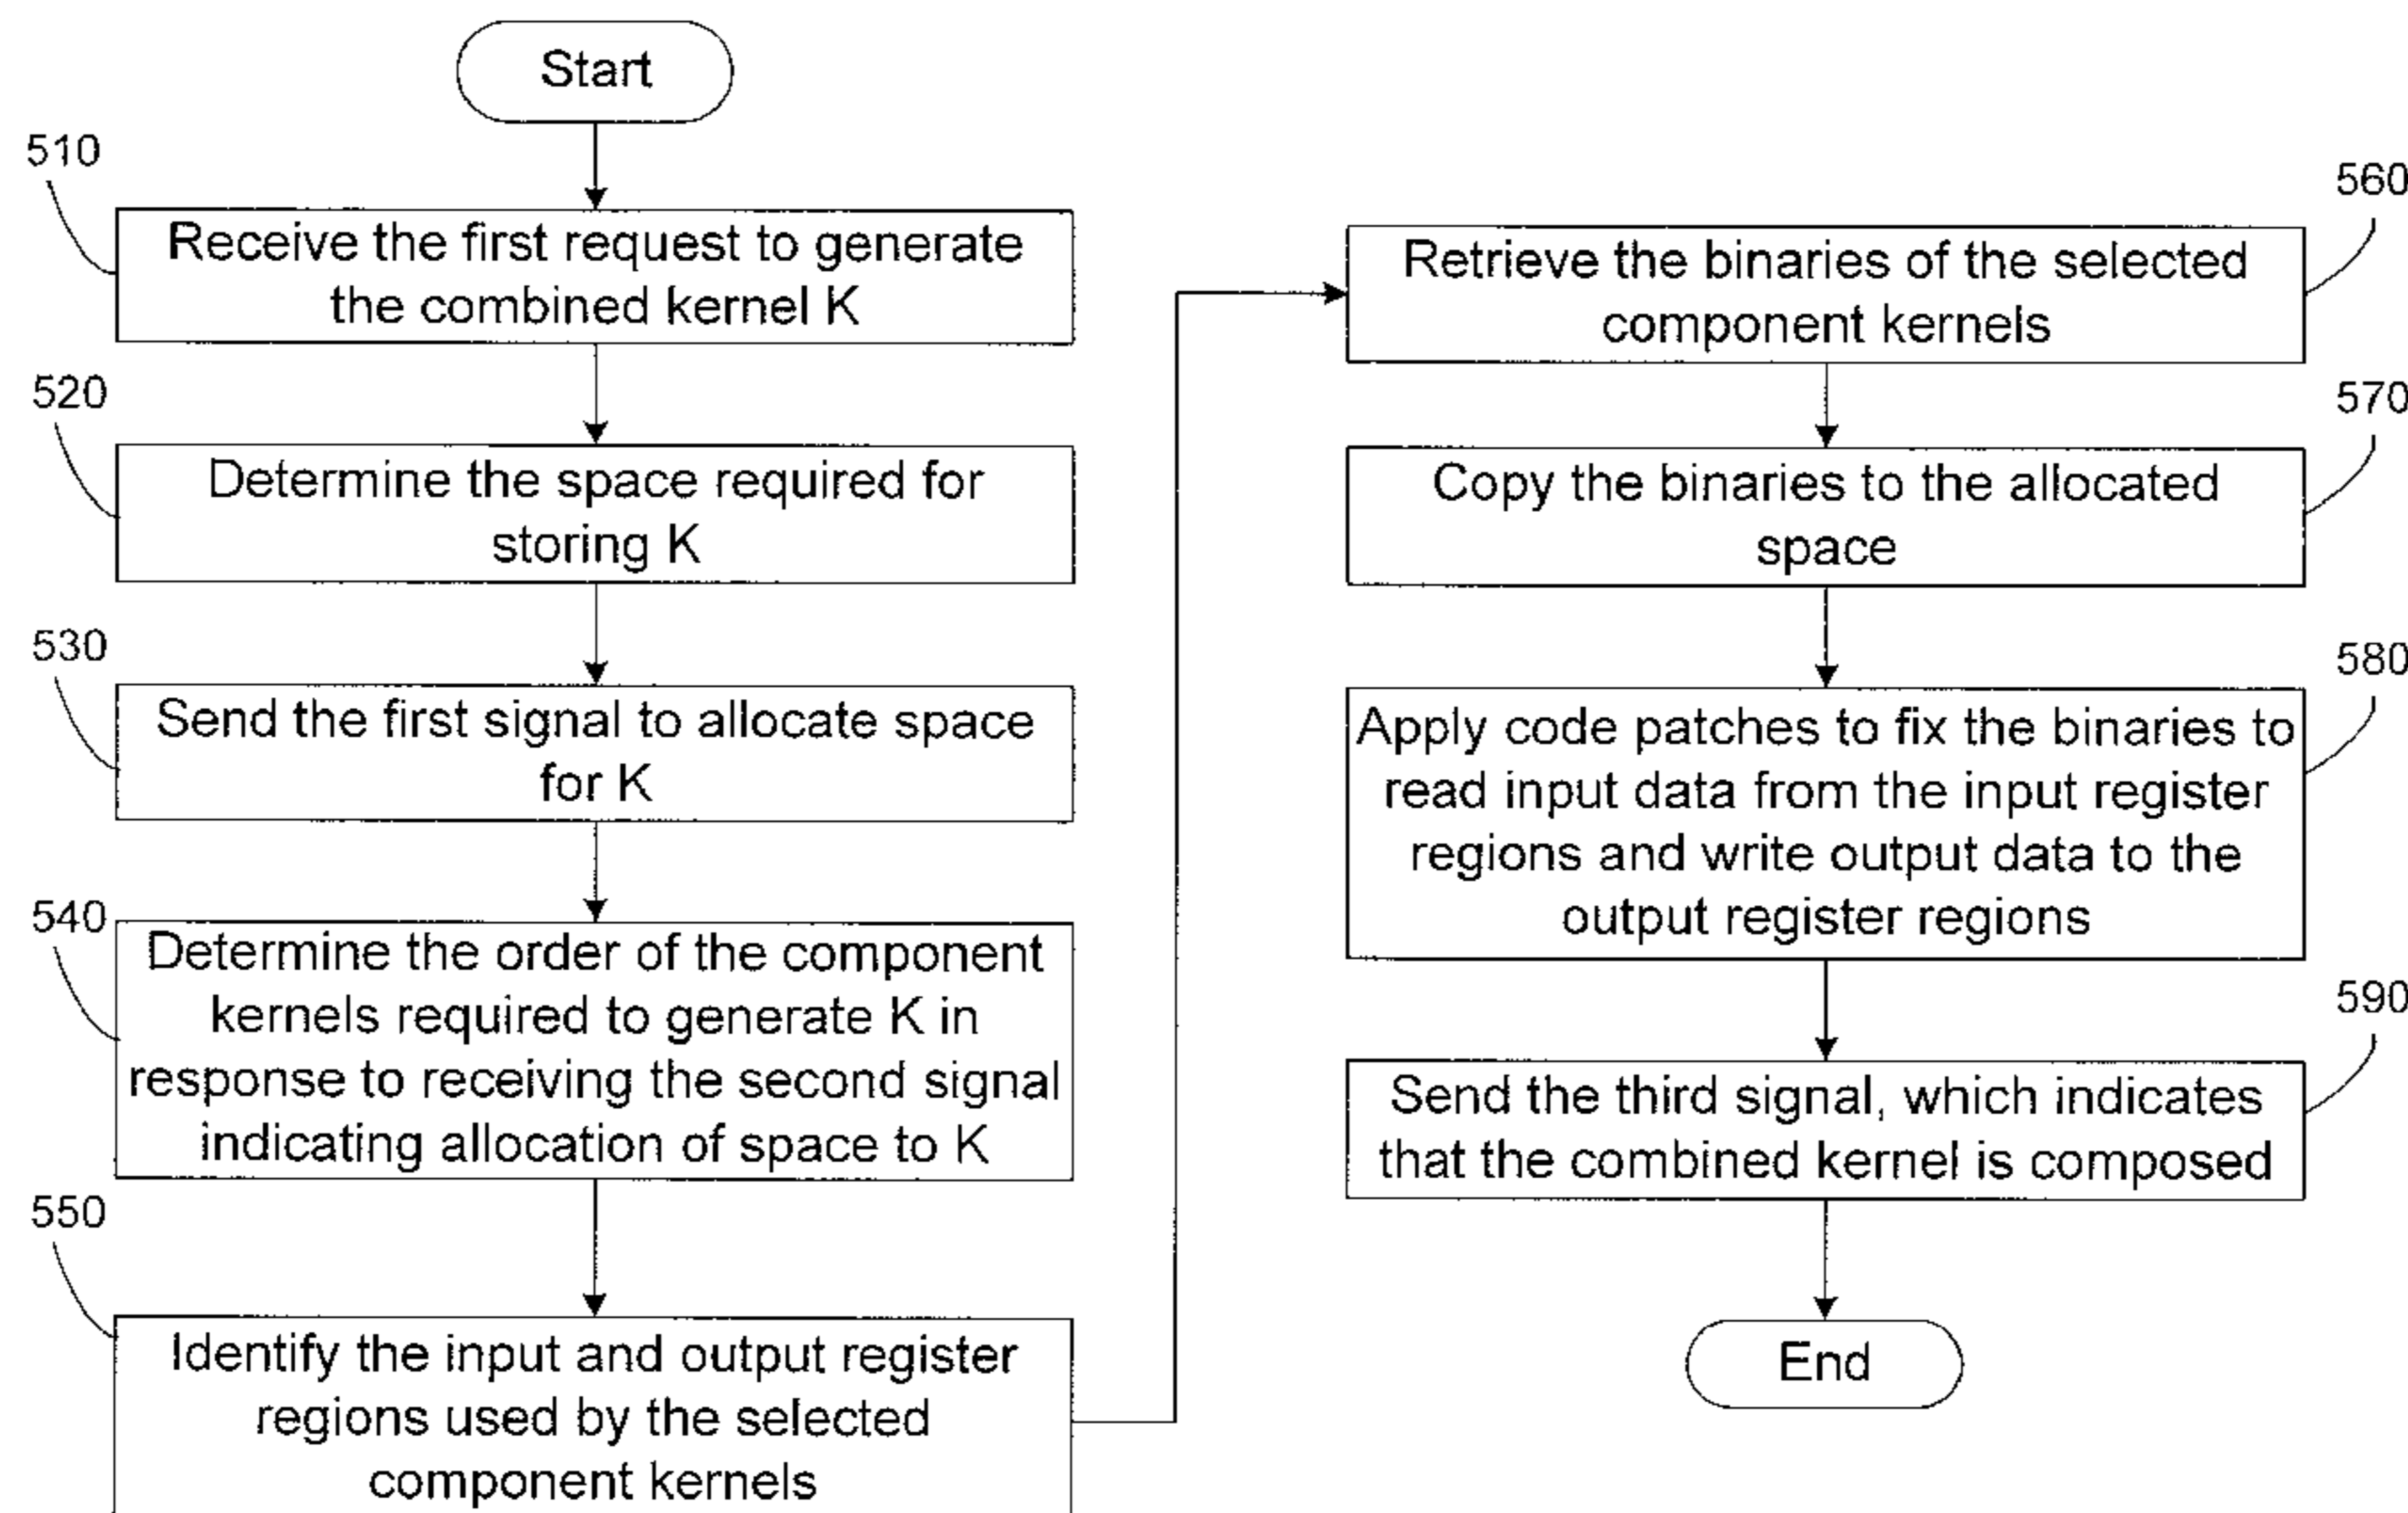 Start
510
Receive the first request to generate
the combined kernel K
520
Determine the space required for
storing K
530
Send the first signal to allocate space
for K
540
Determine the order of the component
kernels required to generate K in
response to receiving the second signal
indicating allocation of space to K
550
Identify the input and output register
regions used by the selected
component kernels
560
Retrieve the binaries of the selected
component kernels
570
Copy the binaries to the allocated
space
580
Apply code patches to fix the binaries to
read input data from the input register
regions and write output data to the
output register regions
590
Send the third signal, which indicates
that the combined kernel is composed
End